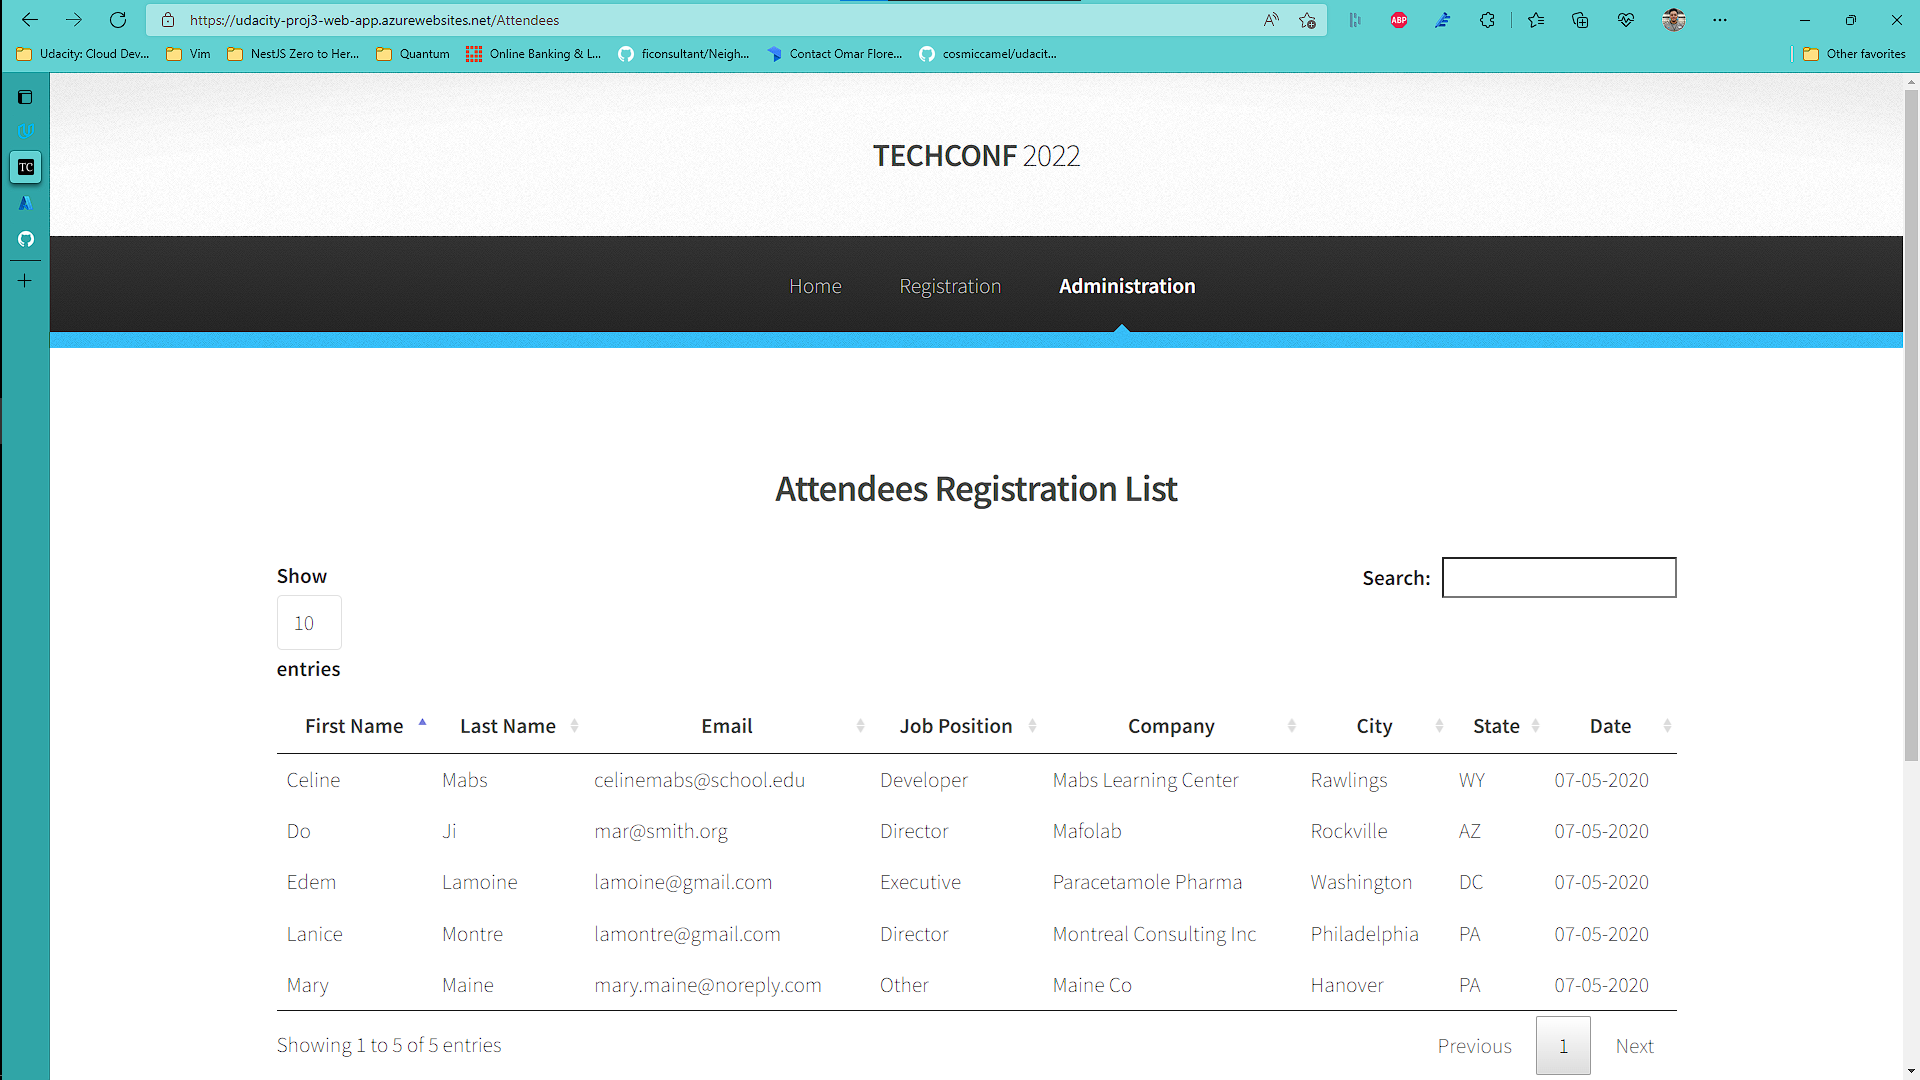 https://udacity-proj3-web-app.azurewebsites.net/Attendees
Udacity: Cloud Dev... Vim NestJS Zero to Her... Quantum Online Banking & L... ficonsultant/Neigh... Contact Omar Flore... cosmiccamel/udacit... Other favorites
TECHCONF 2022
Home Registration Administration
Attendees Registration List
Show
10
entries
Search:
First Name Last Name Email Job Position Company City State Date
Celine Mabs celinemabs@school.edu Developer Mabs Learning Center Rawlings WY 07-05-2020
Do Ji mar@smith.org Director Mafolab Rockville AZ 07-05-2020
Edem Lamoine lamoine@gmail.com Executive Paracetamole Pharma Washington DC 07-05-2020
Lanice Montre lamontre@gmail.com Director Montreal Consulting Inc Philadelphia PA 07-05-2020
Mary Maine mary.maine@noreply.com Other Maine Co Hanover PA 07-05-2020
Showing 1 to 5 of 5 entries
Previous 1 Next
ABP
TC